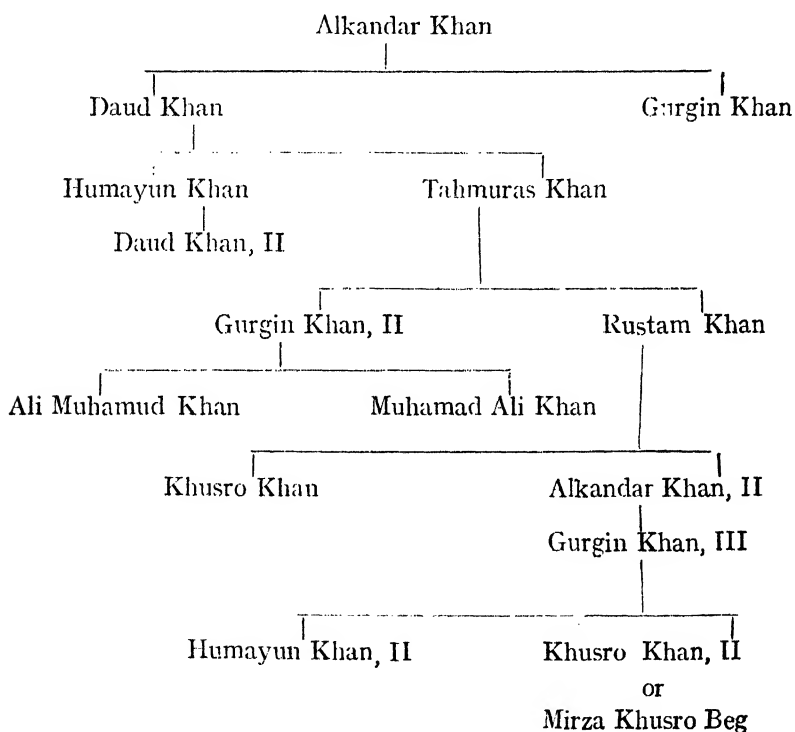 Alkandar Khan
Daud Khan Gurgin Khan
Humayun Khan Tahmuras Khan
Daud Khan, II
Gurgin Khan, II Rustam Khan
Ali Muhamud Khan Muhamad Ali Khan
Khusro Khan Alkandar Khan, II
Gurgin Khan, III
Humayun Khan, II Khusro Khan, II
or
Mirza Khusro Beg